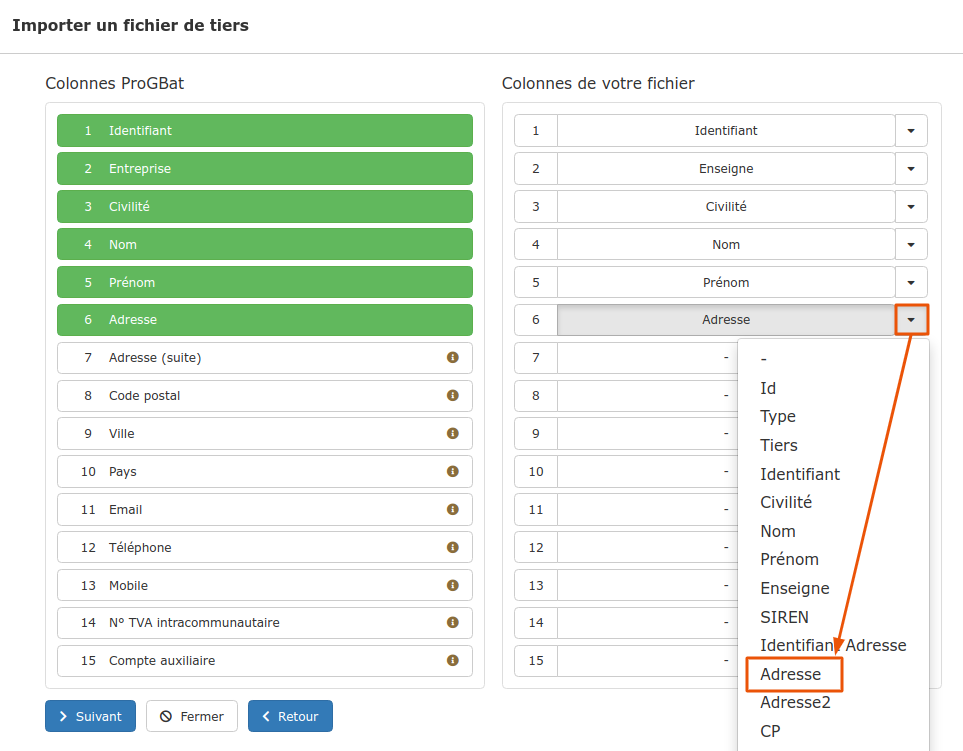 Importer un fichier de tiers
Colonnes ProGBat
1 Identifiant
2 Entreprise
3 Civilité
4 Nom
5 Prénom
6 Adresse
7 Adresse (suite)
8 Code postal
9 Ville
10 Pays
11 Email
12 Téléphone
13 Mobile
14 N° TVA intracommunautaire
15 Compte auxiliaire
Colonnes de votre fichier
1 Identifiant
2 Enseigne
3 Civilité
4 Nom
5 Prénom
6 Adresse
7 -
8 -
9 -
10 -
11 -
12 -
13 -
14 -
15 -
-
Id
Type
Tiers
Identifiant
Civilité
Nom
Prénom
Enseigne
SIREN
Identifiant Adresse
Adresse
Adresse2
CP
Suivant
Fermer
Retour